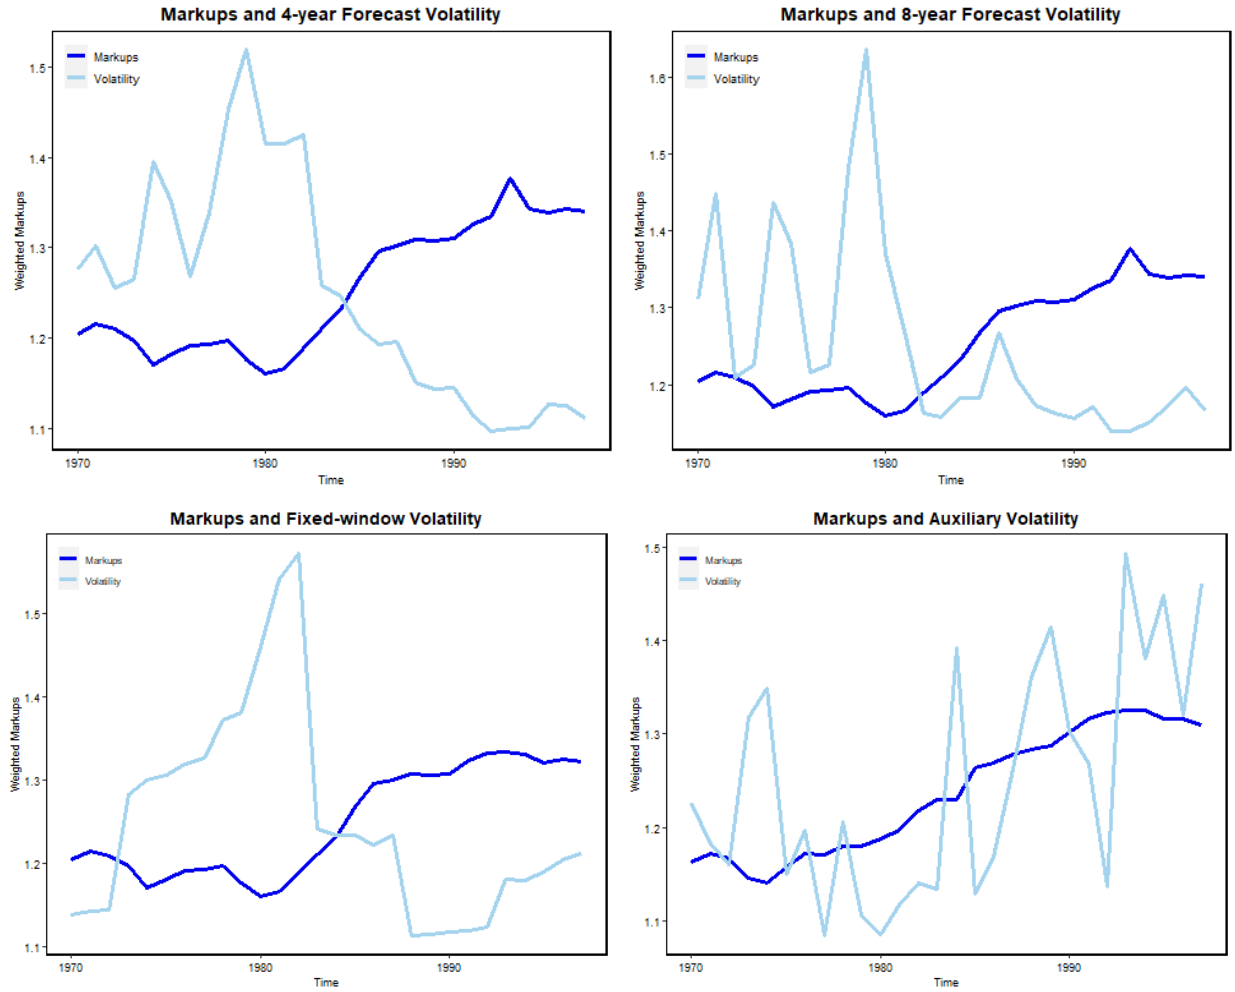 Markups and 4-year Forecast Volatility
Markups
Volatility
1.5
1.4
1.3
1.2
1.1
Weighted Markups
1970
1980
1990
Time
Markups and 8-year Forecast Volatility
Markups
Volatility
1.6
1.5
1.4
1.3
1.2
Weighted Markups
1970
1980
1990
Time
Markups and Fixed-window Volatility
Markups
Volatility
1.5
1.4
1.3
1.2
1.1
Weighted Markups
1970
1980
1990
Time
Markups and Auxiliary Volatility
Markups
Volatility
1.5
1.4
1.3
1.2
1.1
Weighted Markups
1970
1980
1990
Time